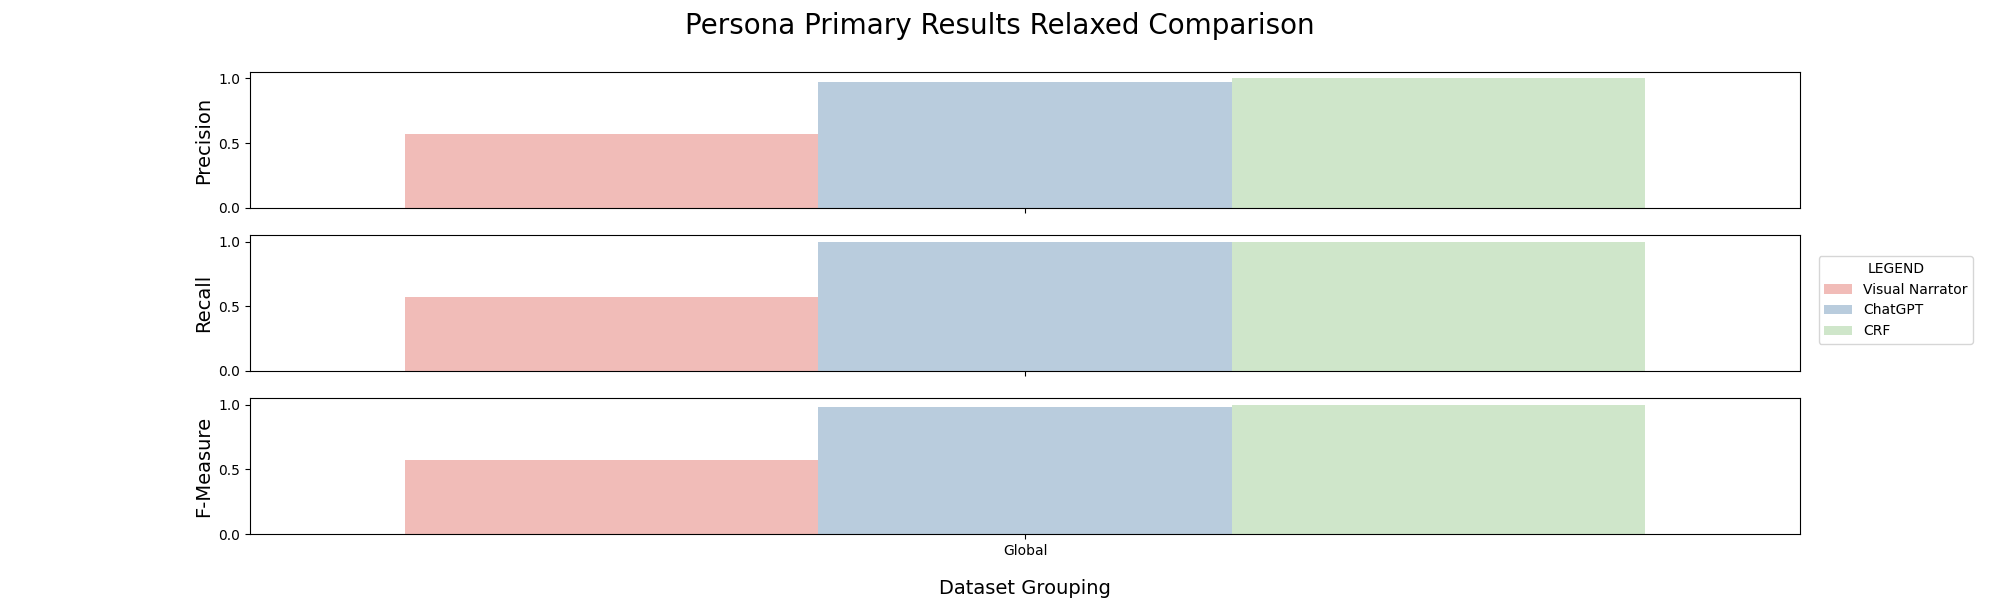 Persona Primary Results Relaxed Comparison
1.0
0.5
0.0
Precision
1.0
0.5
0.0
Recall
1.0
0.5
0.0
F-Measure
Global
Dataset Grouping
LEGEND
Visual Narrator
ChatGPT
CRF